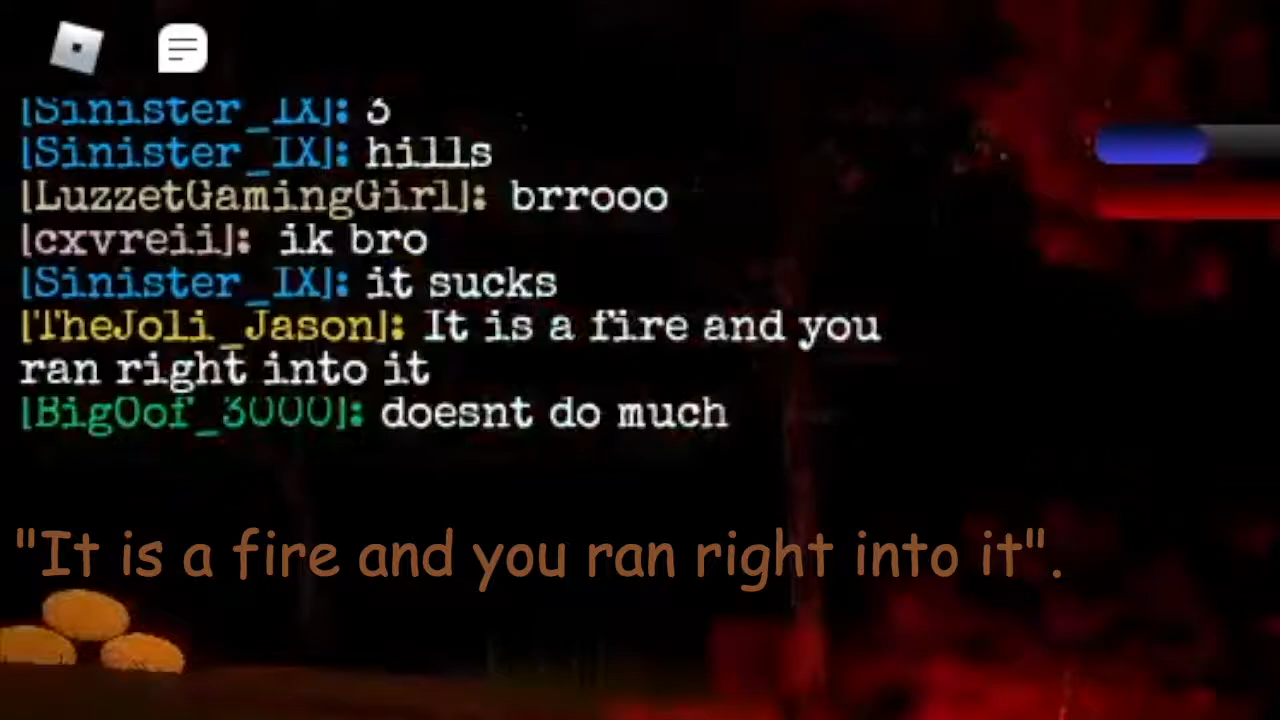 [Sinister_IX]: 3
[Sinister_IX]: hills
[LuzzetGamingGirl]: brrooo
[cxvreii]: ik bro
[Sinister_IX]: it sucks
[TheJoli_Jason]: It is a fire and you
ran right into it
[BigOof_3000]: doesnt do much
"It is a fire and you ran right into it".